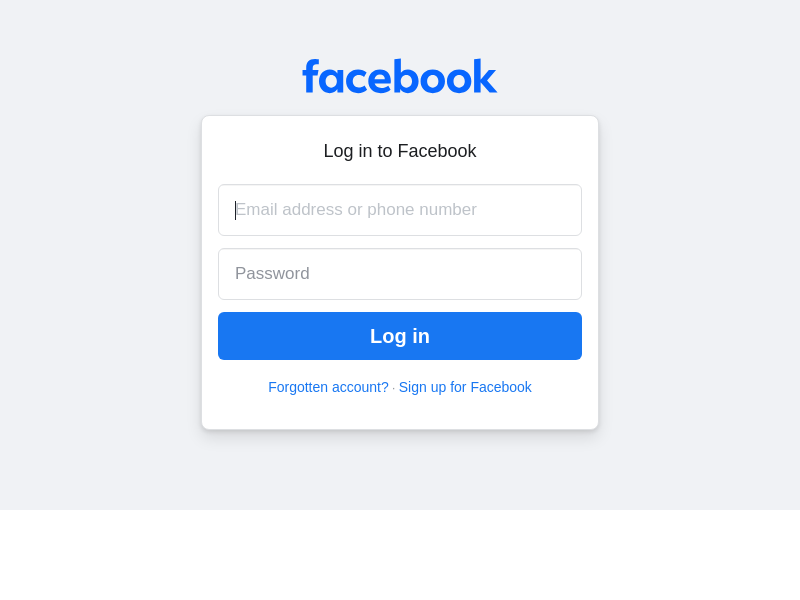 facebook
Log in to Facebook
Email address or phone number
Password
Log in
Forgotten account? · Sign up for Facebook